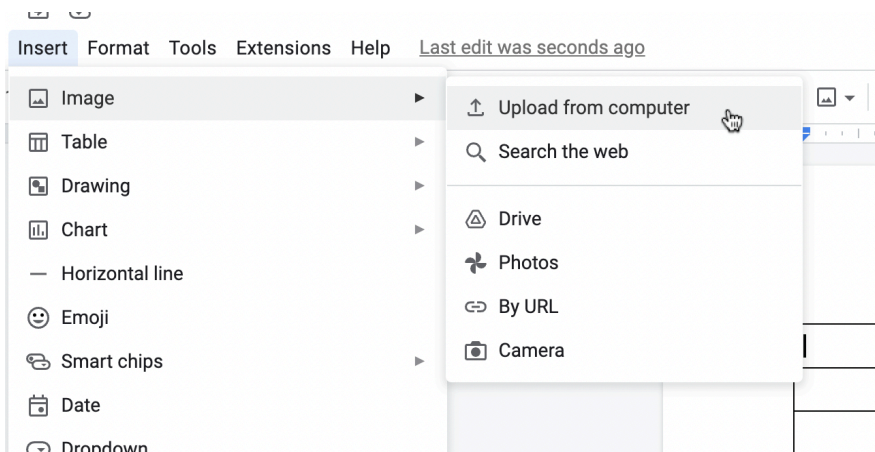 Insert Format Tools Extensions Help Last edit was seconds ago
Image
Table
Drawing
Chart
Horizontal line
Emoji
Smart chips
Date
Dropdown
Upload from computer
Search the web
Drive
Photos
By URL
Camera